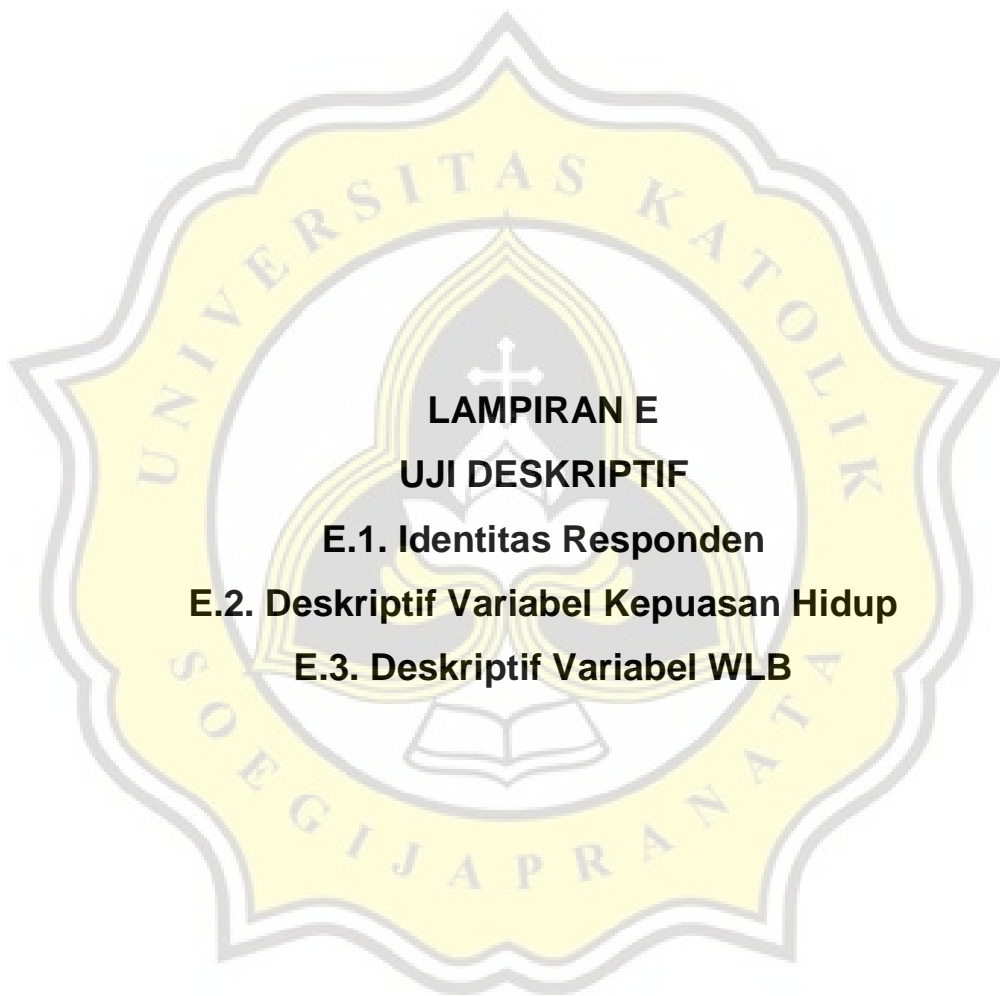 UNIVERSITAS KATOLIK
LAMPIRAN E
UJI DESKRIPTIF
E.1. Identitas Responden
E.2. Deskriptif Variabel Kepuasan Hidup
E.3. Deskriptif Variabel WLB
SOEGIJAPRANATA